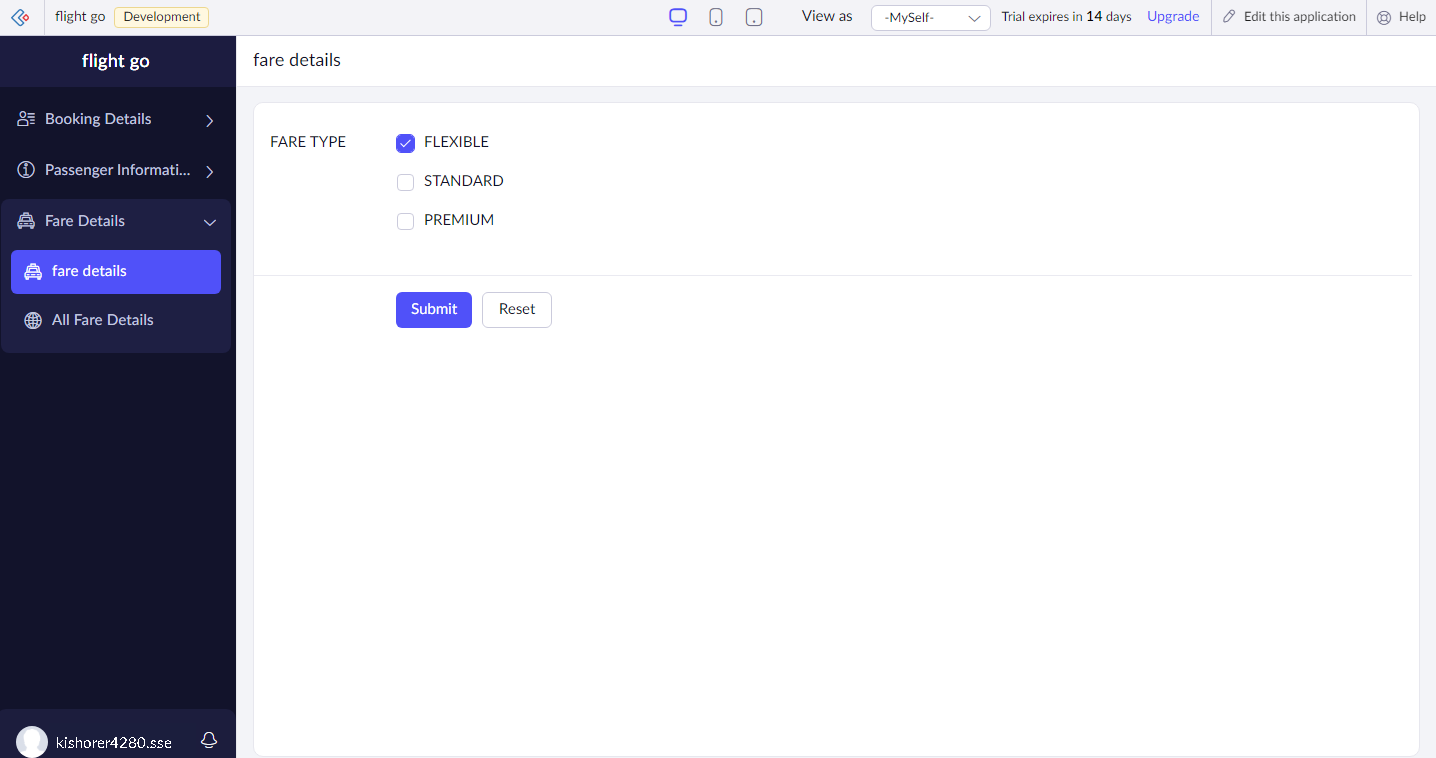 flight go Development View as -MySelf- Trial expires in 14 days Upgrade Edit this application Help
flight go
fare details
Booking Details
Passenger Informati...
Fare Details
fare details
All Fare Details
FARE TYPE FLEXIBLE
STANDARD
PREMIUM
Submit Reset
kishorer4280.sse